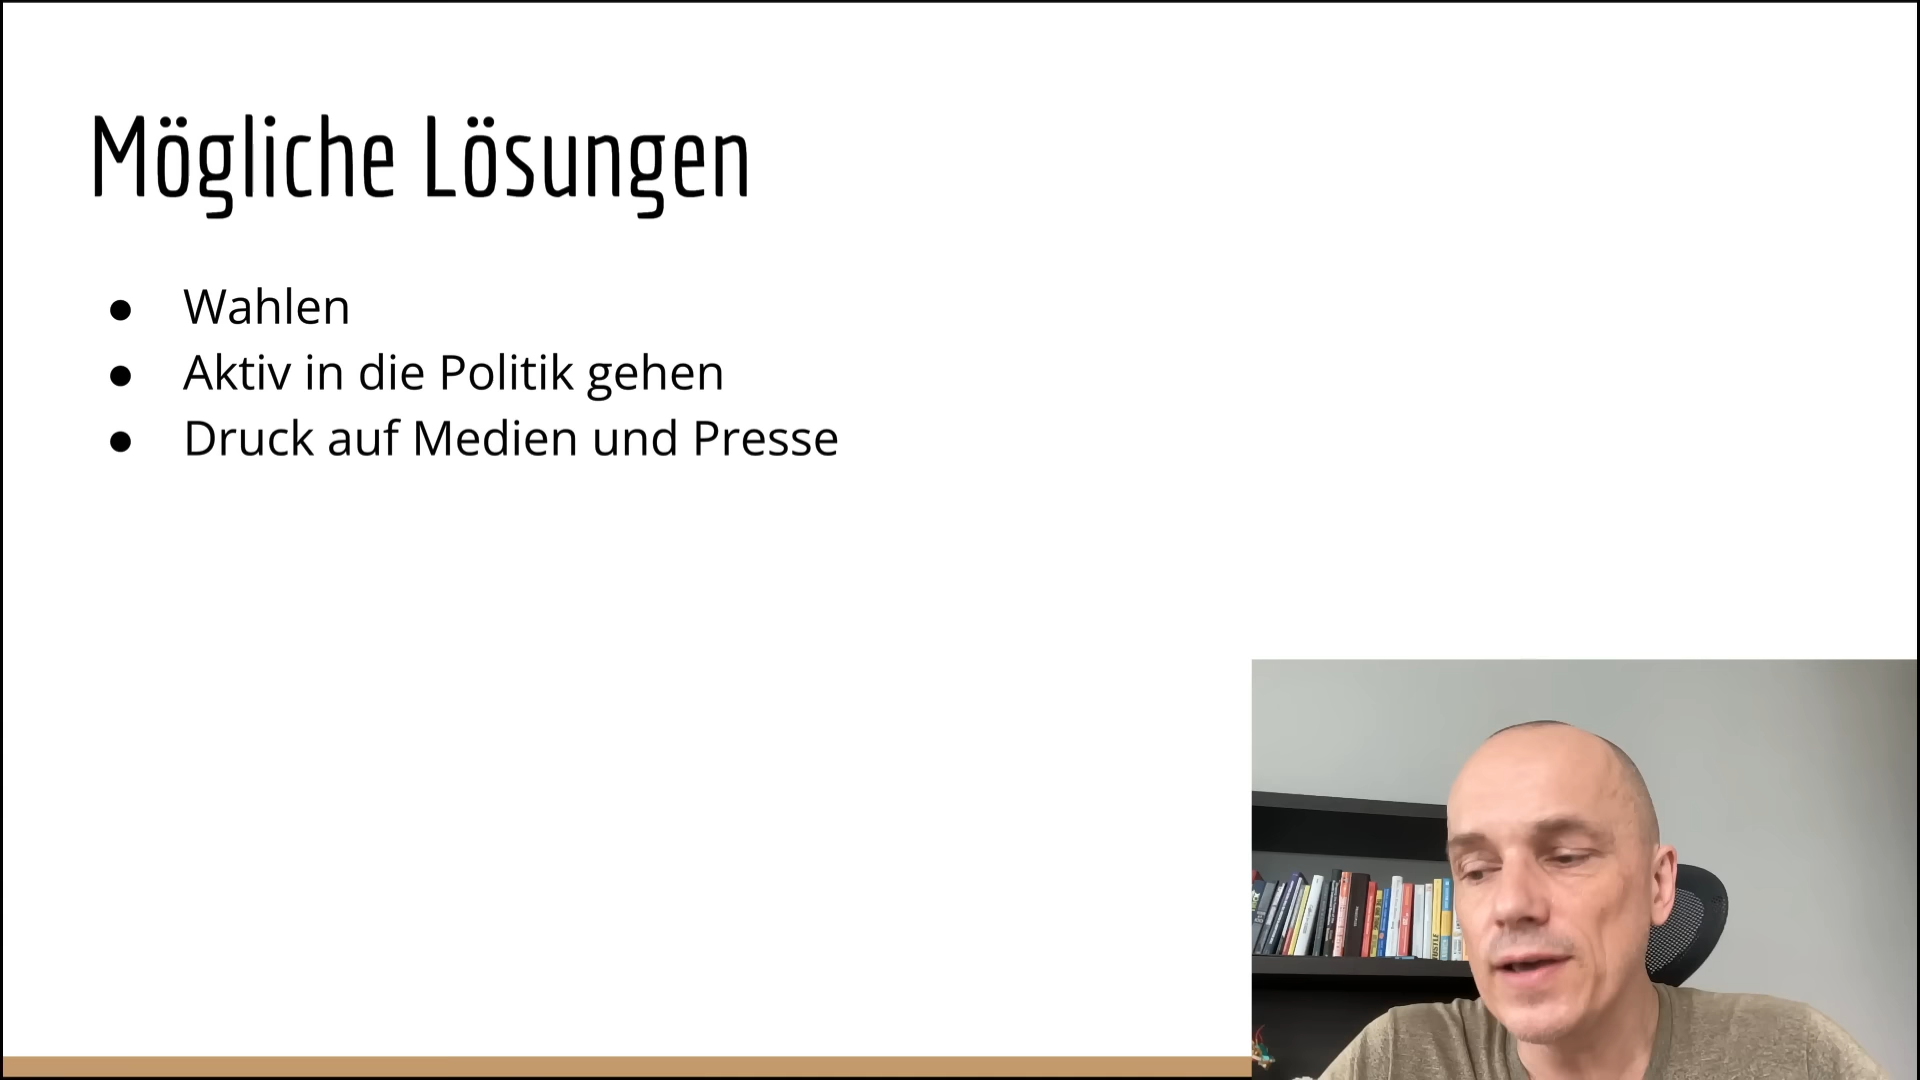 Mögliche Lösungen
● Wahlen
● Aktiv in die Politik gehen
● Druck auf Medien und Presse